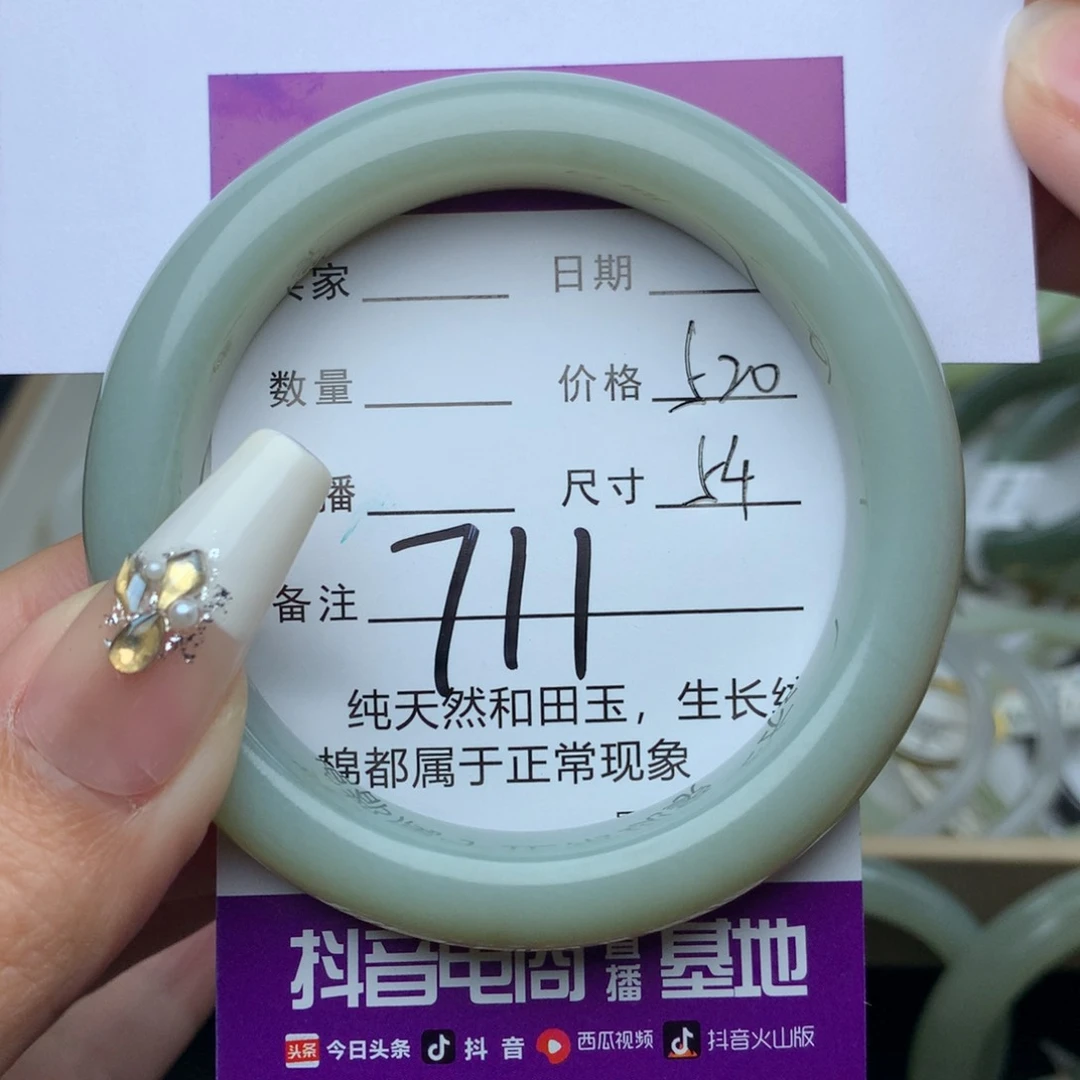 家 日期
数量 价格 520
播 尺寸 54
备注 711
纯天然和田玉，生长
棉都属于正常现象
抖音电商 直播 基地
头条 今日头条 抖音 西瓜视频 抖音火山版